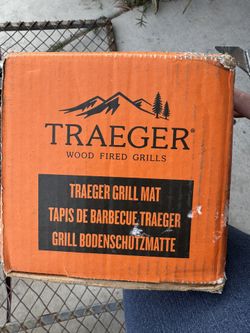 TRAEGER®
WOOD FIRED GRILLS
TRAEGER GRILL MAT
TAPIS DE BARBECUE TRAEGER
GRILL BODENSCHUTZMATTE